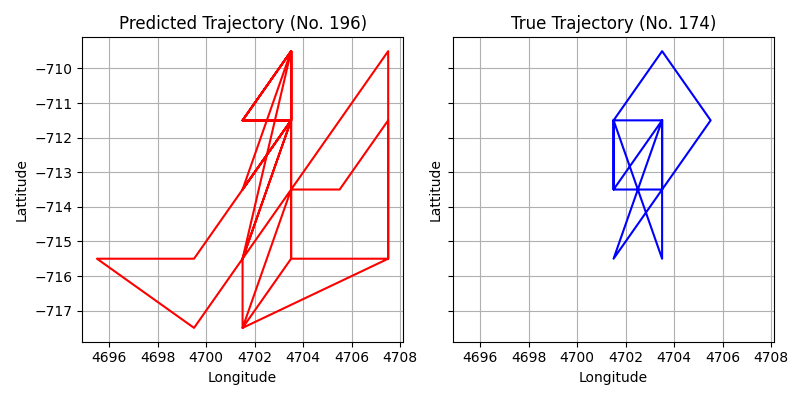 Predicted Trajectory (No. 196)
True Trajectory (No. 174)
Lattitude
−710
−711
−712
−713
−714
−715
−716
−717
4696 4698 4700 4702 4704 4706 4708
Longitude
Lattitude
4696 4698 4700 4702 4704 4706 4708
Longitude